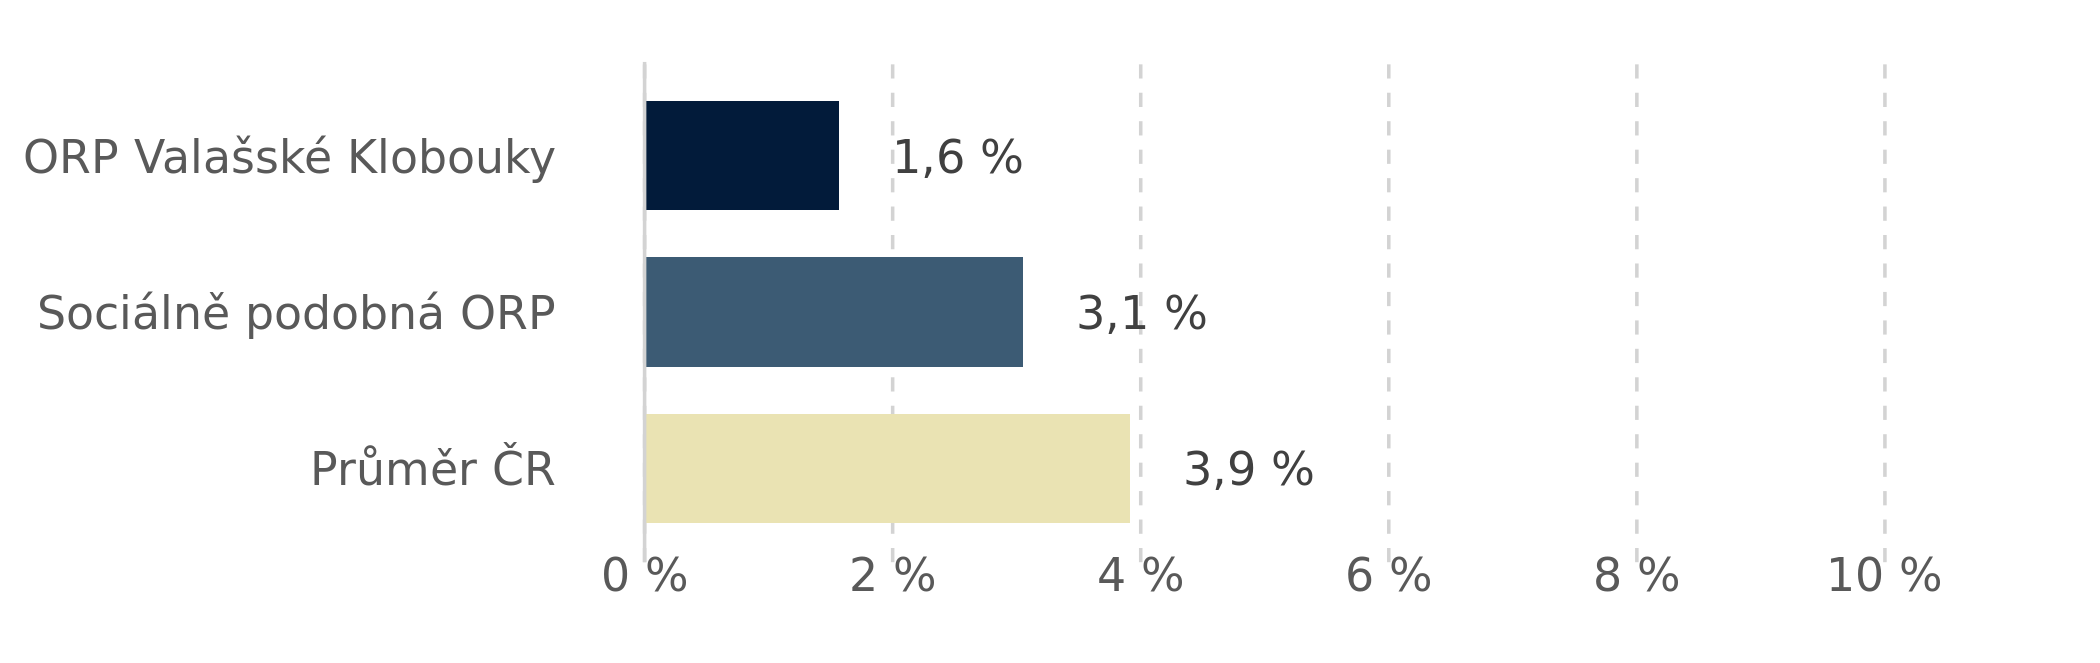 ORP Valašské Klobouky
1,6 %
Sociálně podobná ORP
3,1 %
Průměr ČR
3,9 %
0 % 2 % 4 % 6 % 8 % 10 %